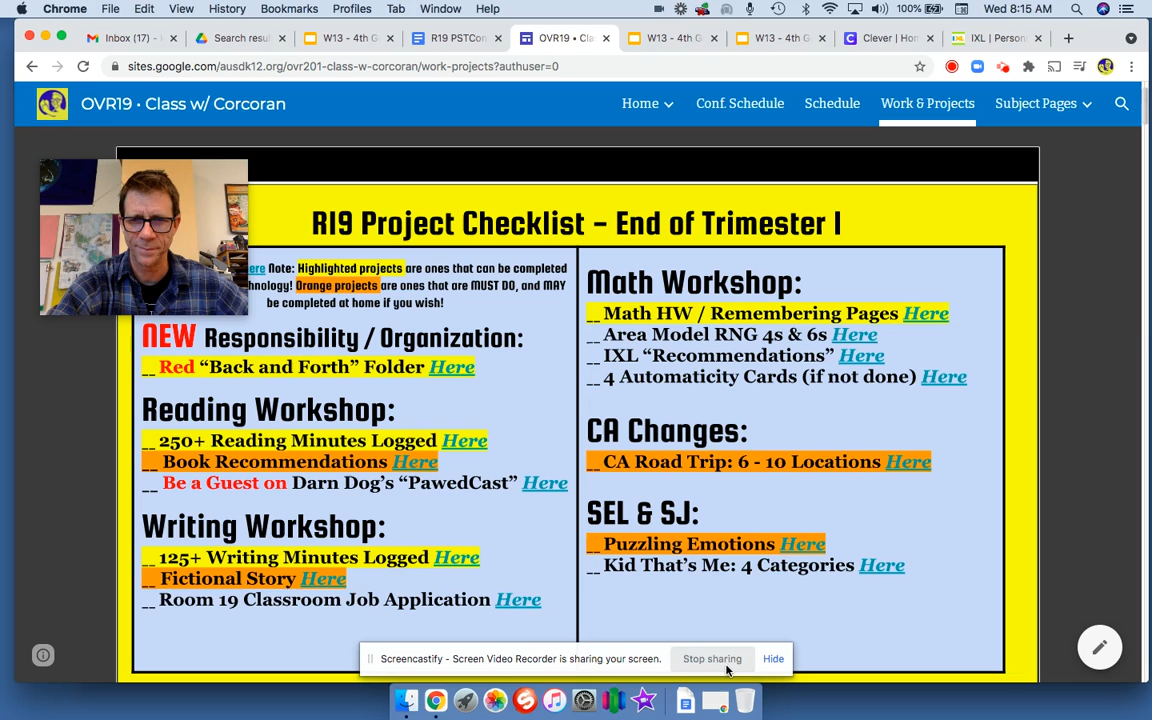 Chrome File Edit View History Bookmarks Profiles Tab Window Help 100% Wed 8:15 AM
Inbox (17) - Search resu W13 - 4th G R19 PSTCon OVR19 • Cla W13 - 4th G W13 - 4th G Clever | Hom IXL | Person
sites.google.com/ausdk12.org/ovr201-class-w-corcoran/work-projects?authuser=0
OVR19 • Class w/ Corcoran Home Conf. Schedule Schedule Work & Projects Subject Pages
R19 Project Checklist - End of Trimester 1
ere Note: Highlighted projects are ones that can be completed
hnology! Orange projects are ones that are MUST DO, and MAY
be completed at home if you wish!
NEW Responsibility / Organization:
__ Red “Back and Forth” Folder Here
Reading Workshop:
__ 250+ Reading Minutes Logged Here
__ Book Recommendations Here
__ Be a Guest on Darn Dog’s “PawedCast” Here
Writing Workshop:
__ 125+ Writing Minutes Logged Here
__ Fictional Story Here
__ Room 19 Classroom Job Application Here
Math Workshop:
__ Math HW / Remembering Pages Here
__ Area Model RNG 4s & 6s Here
__ IXL “Recommendations” Here
__ 4 Automaticity Cards (if not done) Here
CA Changes:
__ CA Road Trip: 6 - 10 Locations Here
SEL & SJ:
__ Puzzling Emotions Here
__ Kid That’s Me: 4 Categories Here
Screencastify - Screen Video Recorder is sharing your screen. Stop sharing Hide